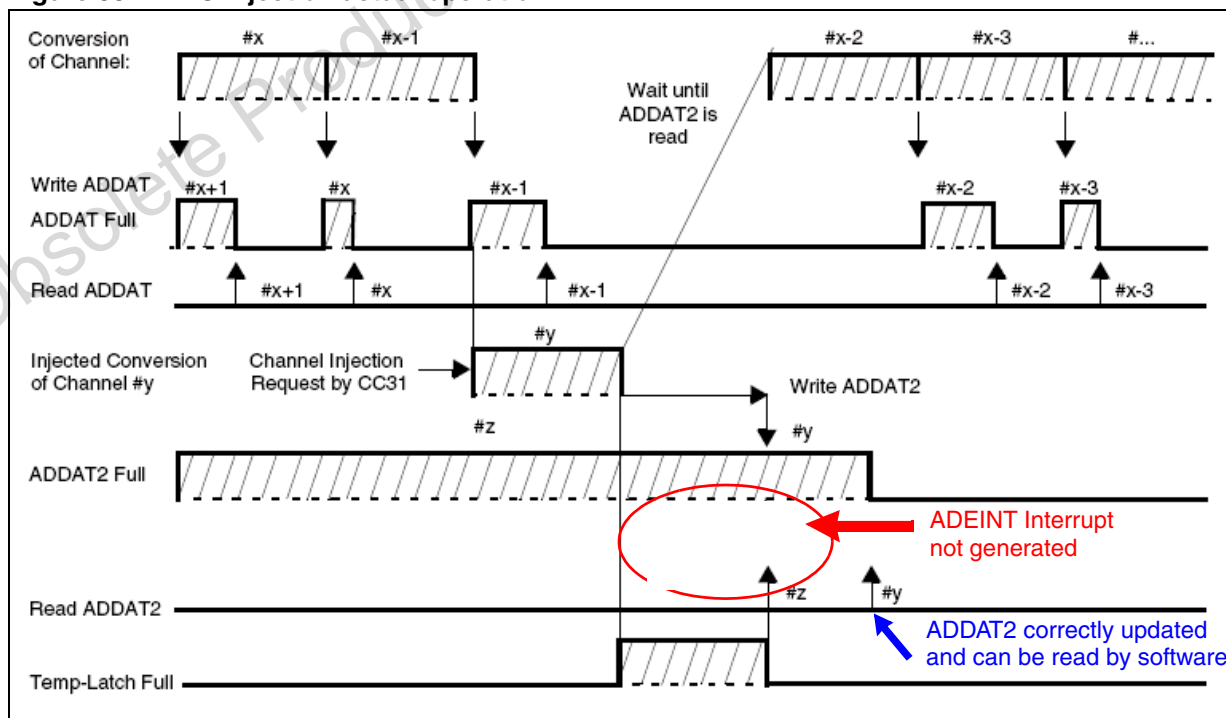 Conversion
of Channel:
#x
#x-1
#x-2
#x-3
#...
Wait until
ADDAT2 is
read
Write ADDAT
ADDAT Full
#x+1
#x
#x-1
#x-2
#x-3
Read ADDAT
#x+1
#x
#x-1
#x-2
#x-3
Injected Conversion
of Channel #y
Channel Injection
Request by CC31
#y
Write ADDAT2
#z
#y
ADDAT2 Full
ADEINT Interrupt
not generated
Read ADDAT2
#z
#y
ADDAT2 correctly updated
and can be read by software
Temp-Latch Full